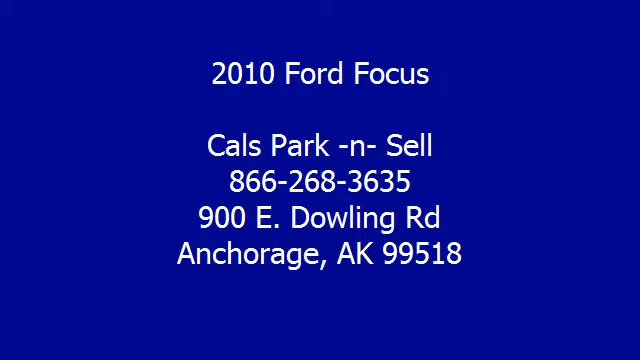 2010 Ford Focus
Cals Park -n- Sell
866-268-3635
900 E. Dowling Rd
Anchorage, AK 99518